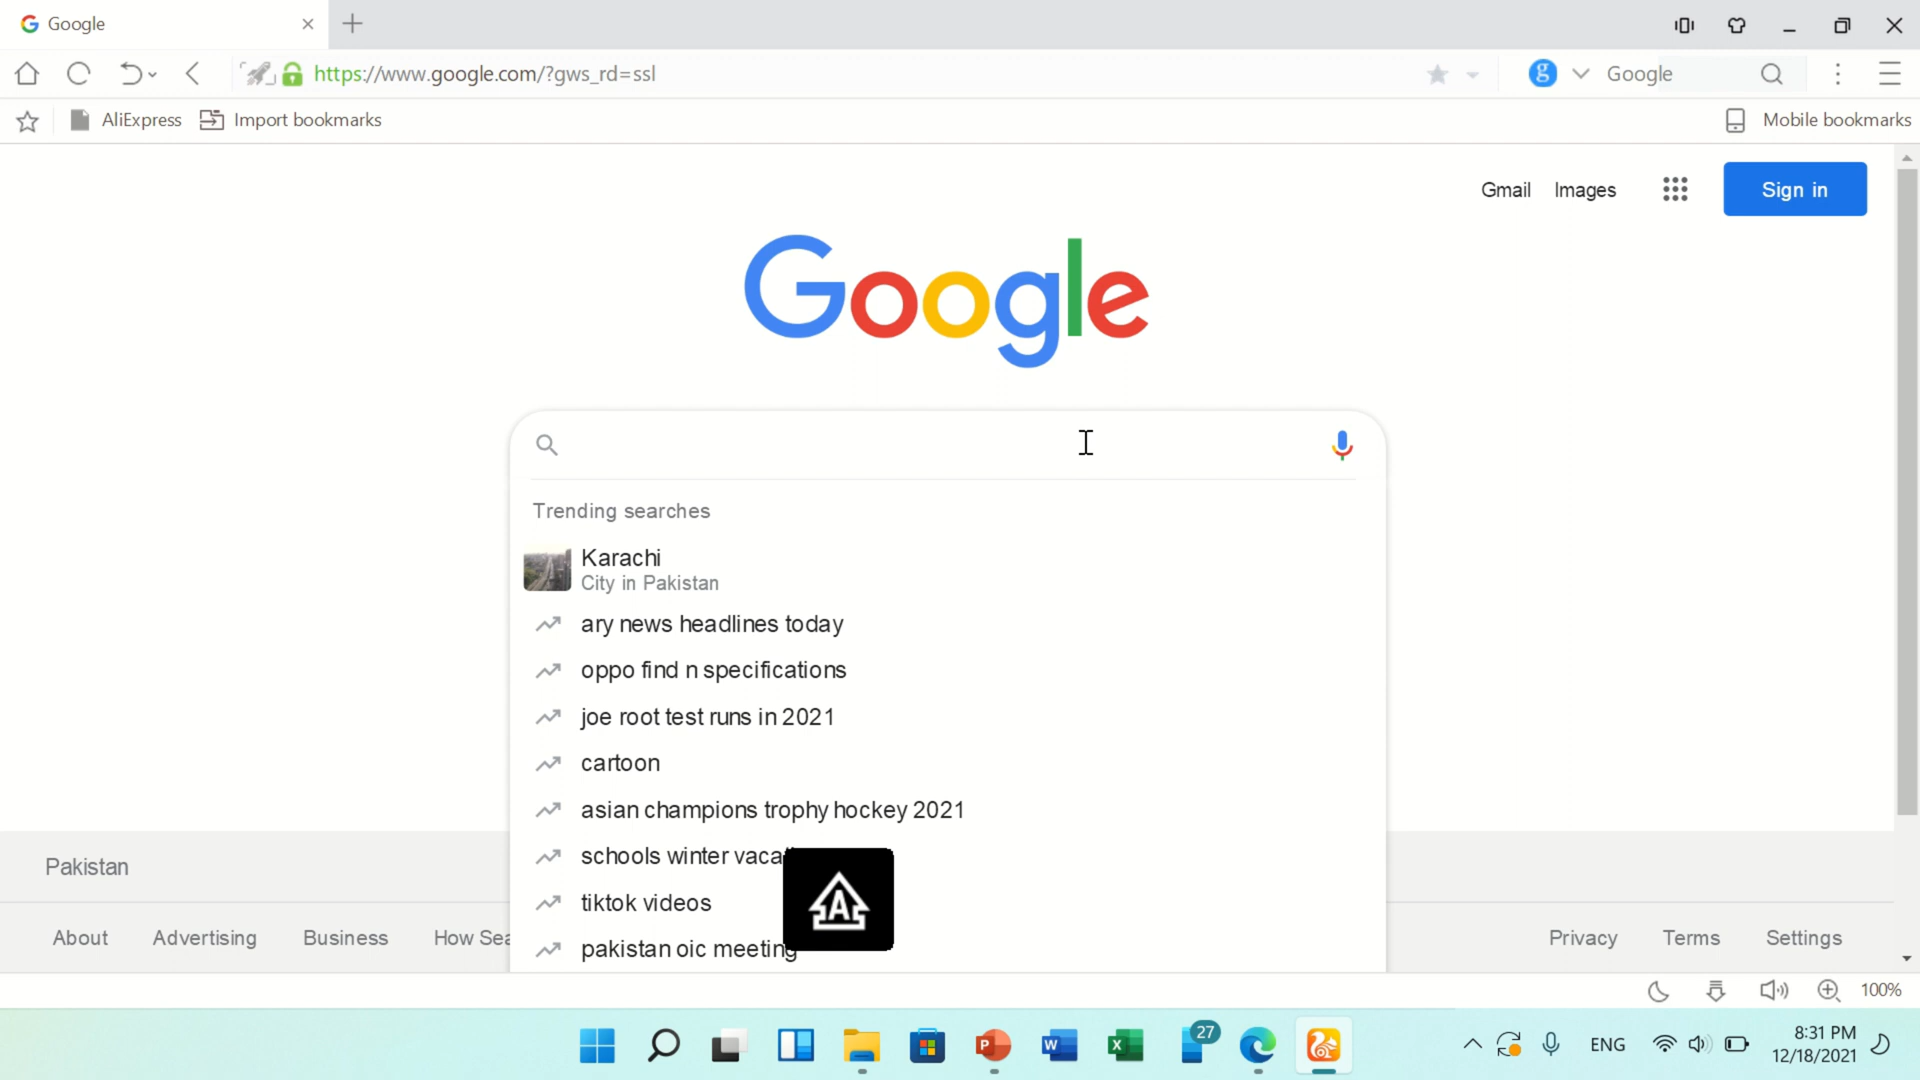 Google
https://www.google.com/?gws_rd=ssl
Google
AliExpress
Import bookmarks
Mobile bookmarks
Gmail
Images
Sign in
Google
Trending searches
Karachi
City in Pakistan
ary news headlines today
oppo find n specifications
joe root test runs in 2021
cartoon
asian champions trophy hockey 2021
schools winter
tiktok videos
pakistan oic meeting
A
Pakistan
About
Advertising
Business
How
Privacy
Terms
Settings
100%
P
W
X
27
ENG
8:31 PM
12/18/2021